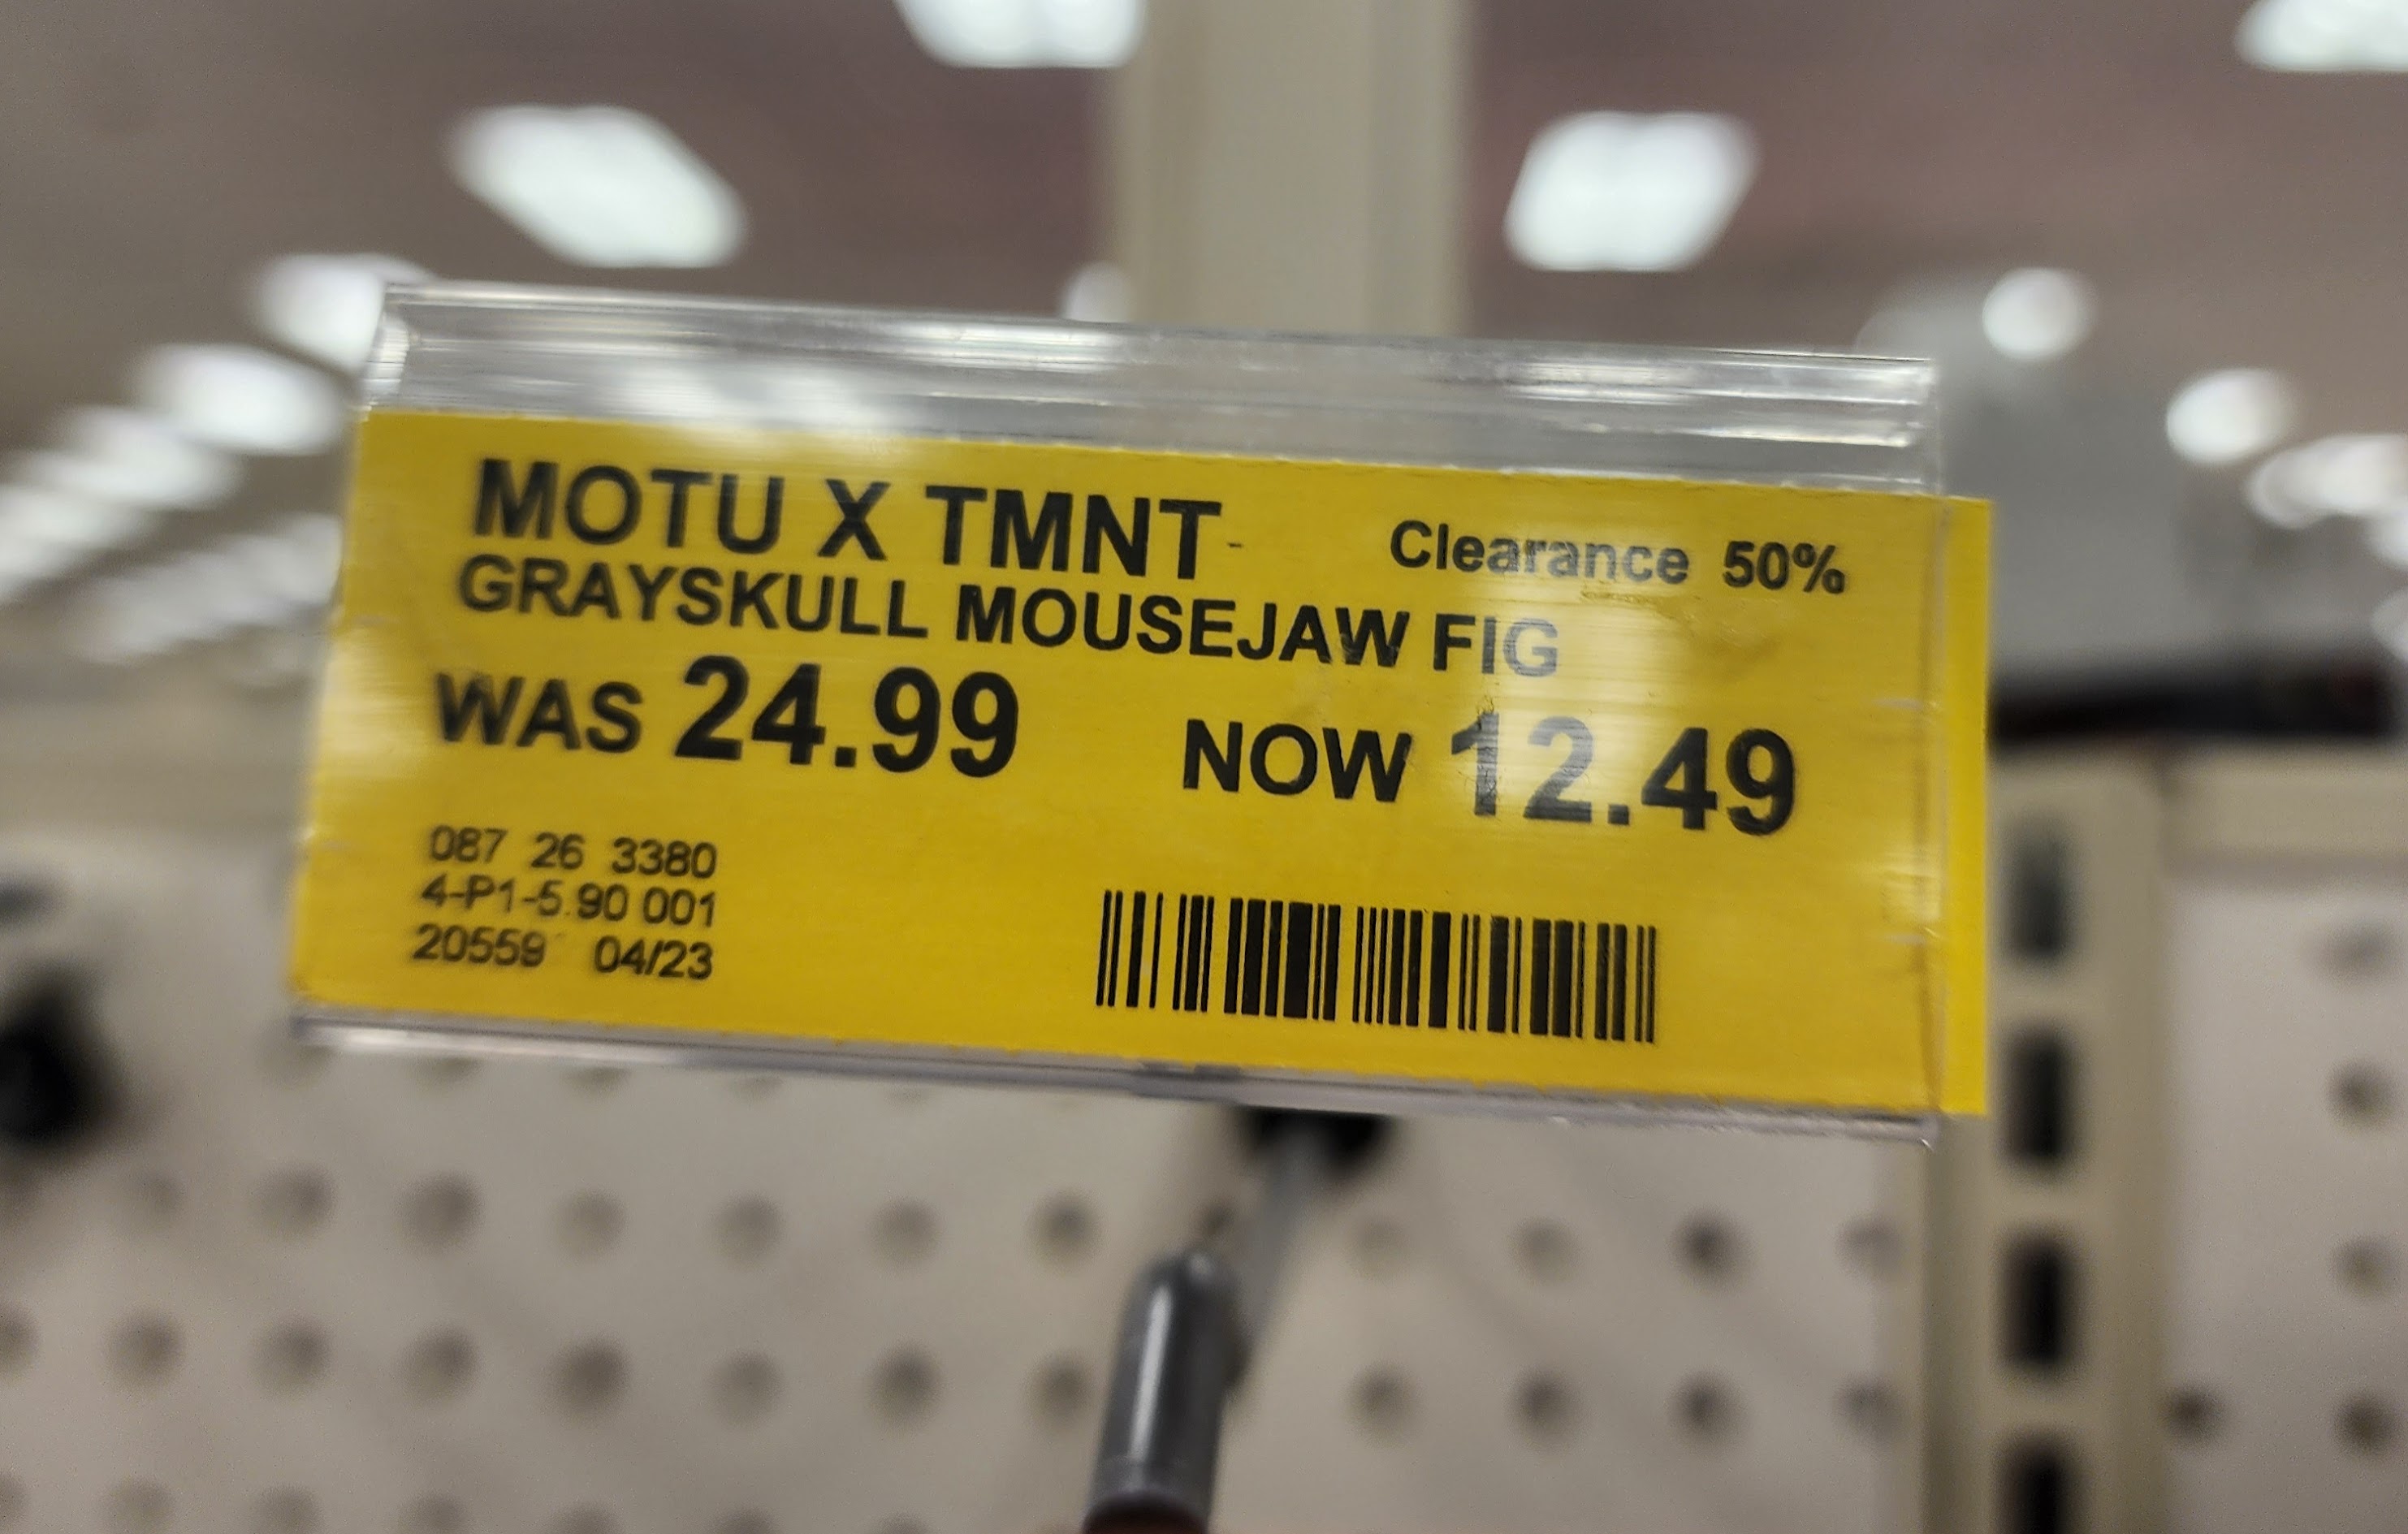 MOTU X TMNT-
Clearance 50%
GRAYSKULL MOUSEJAW FIG
WAS 24.99 NOW 12.49
087 26 3380
4-P1-5.90 001
20559 04/23